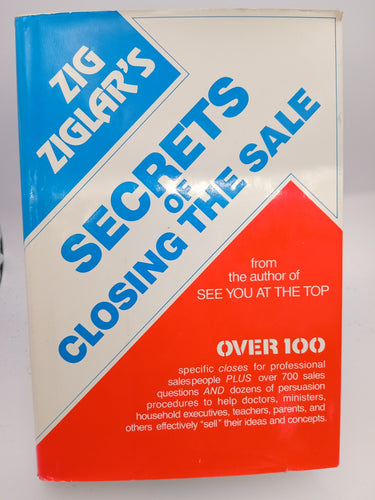 ZIG
ZIGLAR'S
SECRETS
OF
CLOSING THE SALE
from
the author of
SEE YOU AT THE TOP
OVER 100
specific closes for professional
salespeople PLUS over 700 sales
questions AND dozens of persuasion
procedures to help doctors, ministers,
household executives, teachers, parents, and
others effectively "sell" their ideas and concepts.